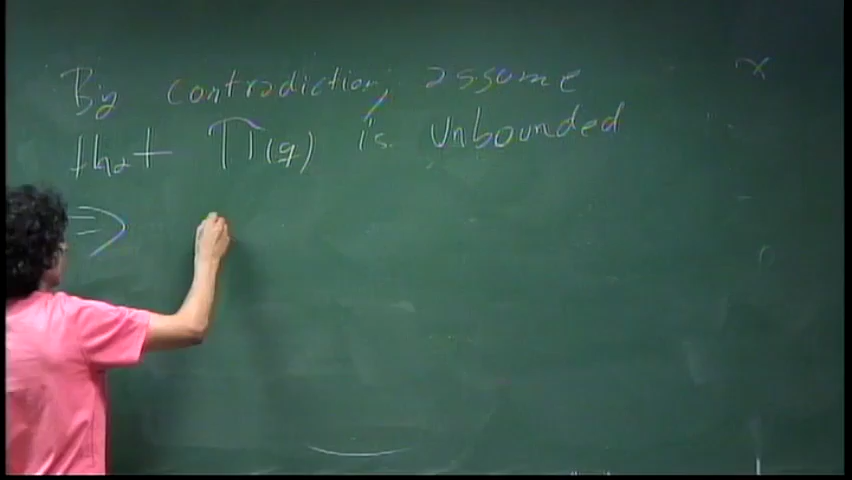 By contradiction, assume
that Π(q) is unbounded
⇒